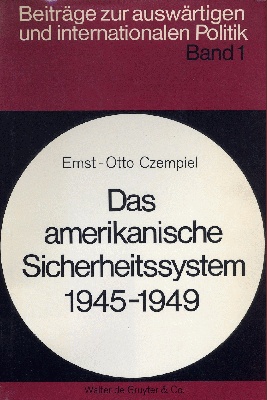 Beiträge zur auswärtigen
und internationalen Politik
Band 1
Ernst-Otto Czempiel
Das
amerikanische
Sicherheitssystem
1945-1949
Walter de Gruyter & Co.